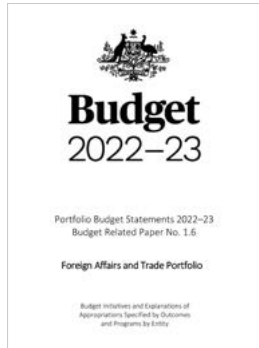 Budget
2022–23
Portfolio Budget Statements 2022–23
Budget Related Paper No. 1.6
Foreign Affairs and Trade Portfolio
Budget Initiatives and Explanations of
Appropriations Specified by Outcomes
and Programs by Entity